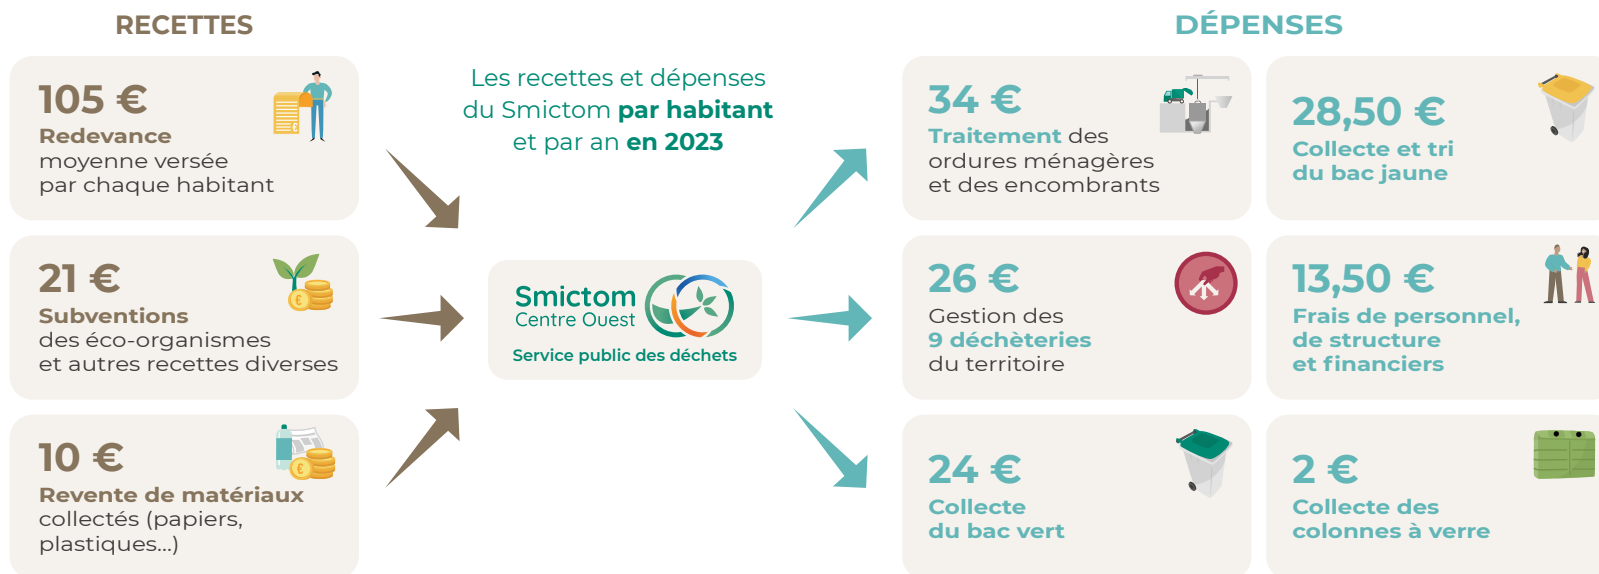 RECETTES
105 €
Redevance
moyenne versée
par chaque habitant
21 €
Subventions
des éco-organismes
et autres recettes diverses
10 €
Revente de matériaux
collectés (papiers,
plastiques...)
Les recettes et dépenses
du Smictom par habitant
et par an en 2023
Smictom
Centre Ouest
Service public des déchets
DÉPENSES
34 €
Traitement des
ordures ménagères
et des encombrants
28,50 €
Collecte et tri
du bac jaune
26 €
Gestion des
9 déchèteries
du territoire
13,50 €
Frais de personnel,
de structure
et financiers
24 €
Collecte
du bac vert
2 €
Collecte des
colonnes à verre